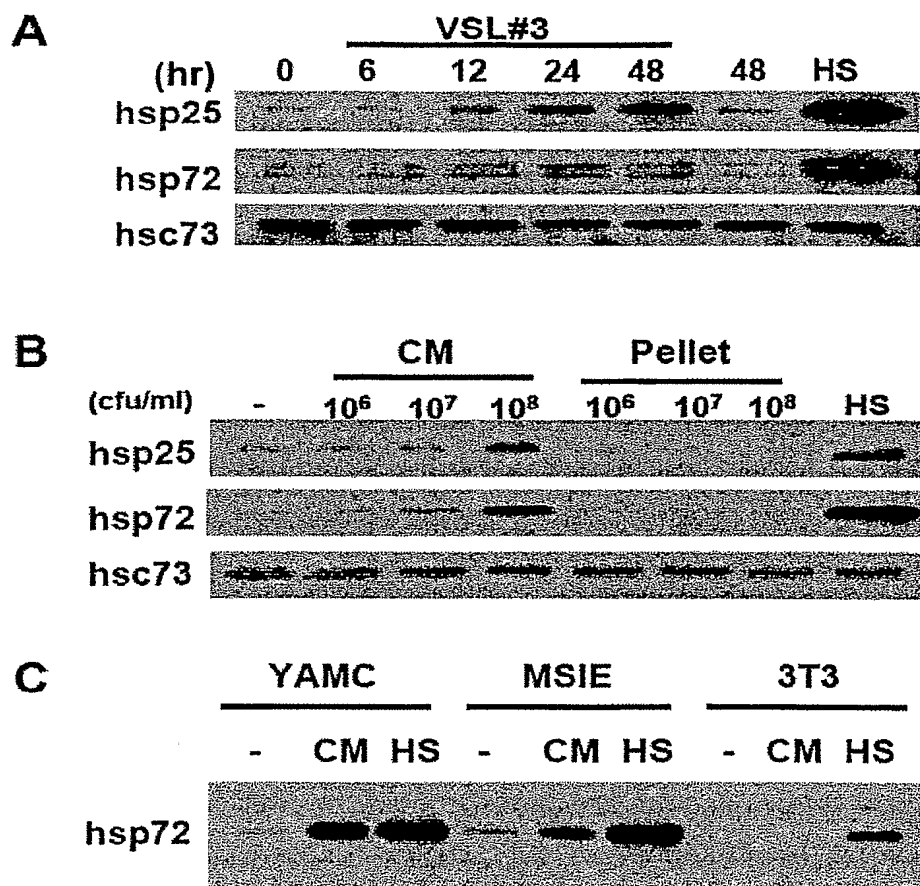 A
VSL#3
(hr) 0 6 12 24 48 48 HS
hsp25
hsp72
hsc73
B
CM Pellet
(cfu/ml) - 10⁶ 10⁷ 10⁸ 10⁶ 10⁷ 10⁸ HS
hsp25
hsp72
hsc73
C
YAMC MSIE 3T3
- CM HS - CM HS - CM HS
hsp72